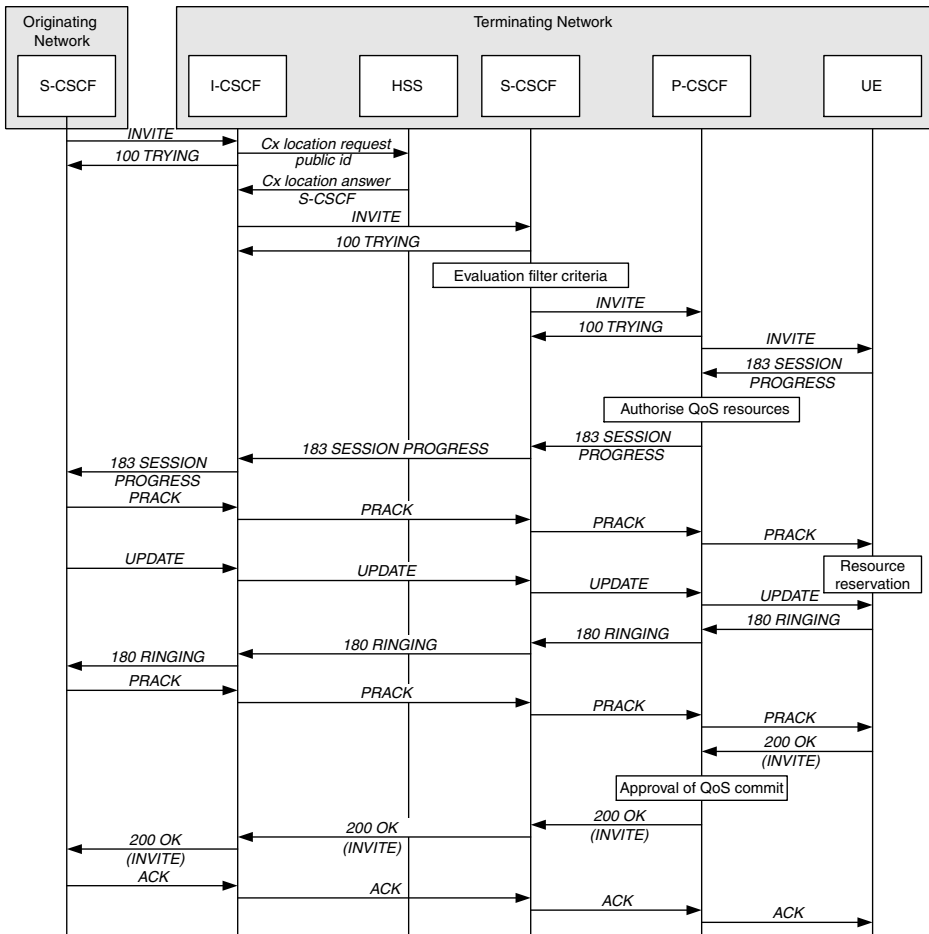 Originating
Network
Terminating Network
S-CSCF
I-CSCF
HSS
S-CSCF
P-CSCF
UE
INVITE
Cx location request
public id
100 TRYING
Cx location answer
S-CSCF
INVITE
100 TRYING
Evaluation filter criteria
INVITE
100 TRYING
INVITE
183 SESSION
PROGRESS
Authorise QoS resources
183 SESSION
PROGRESS
183 SESSION PROGRESS
183 SESSION
PROGRESS
PRACK
PRACK
PRACK
PRACK
UPDATE
Resource
reservation
UPDATE
UPDATE
UPDATE
180 RINGING
180 RINGING
180 RINGING
180 RINGING
PRACK
PRACK
PRACK
PRACK
200 OK
(INVITE)
Approval of QoS commit
200 OK
(INVITE)
200 OK
(INVITE)
200 OK
(INVITE)
ACK
ACK
ACK
ACK